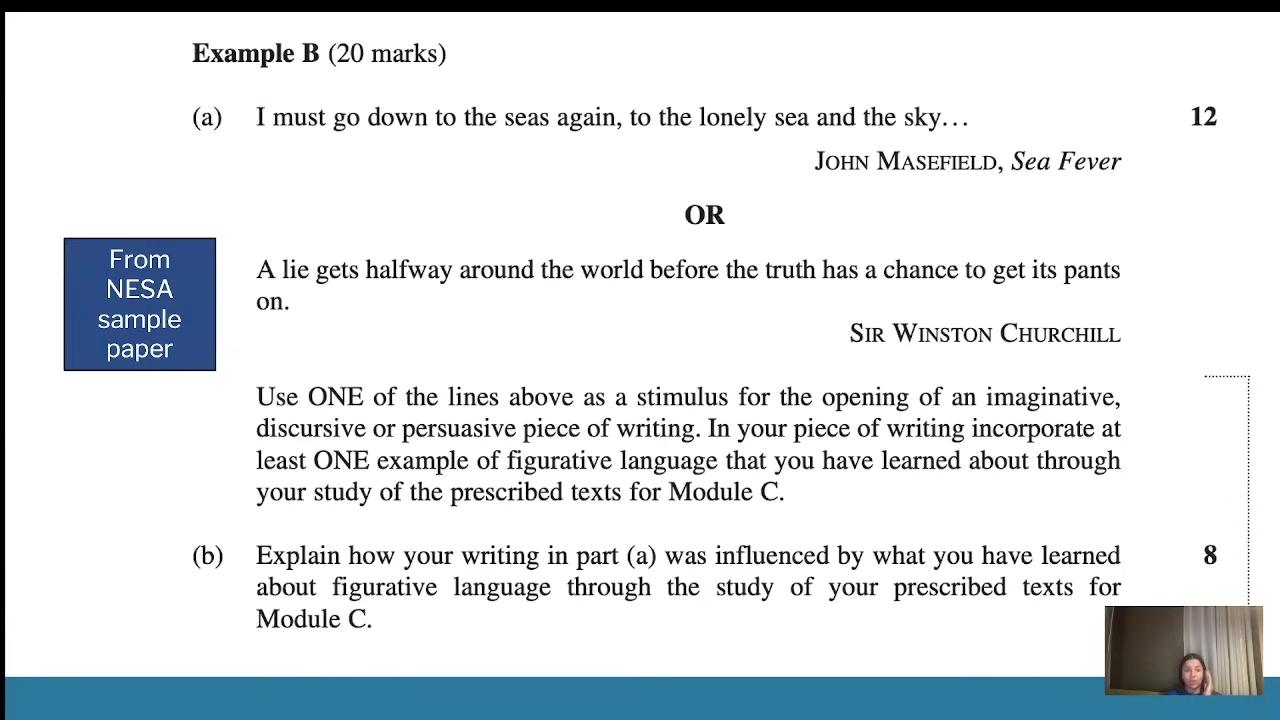 Example B (20 marks)
(a) I must go down to the seas again, to the lonely sea and the sky... 12
JOHN MASEFIELD, Sea Fever
OR
From
NESA
sample
paper
A lie gets halfway around the world before the truth has a chance to get its pants
on.
SIR WINSTON CHURCHILL
Use ONE of the lines above as a stimulus for the opening of an imaginative,
discursive or persuasive piece of writing. In your piece of writing incorporate at
least ONE example of figurative language that you have learned about through
your study of the prescribed texts for Module C.
(b) Explain how your writing in part (a) was influenced by what you have learned 8
about figurative language through the study of your prescribed texts for
Module C.